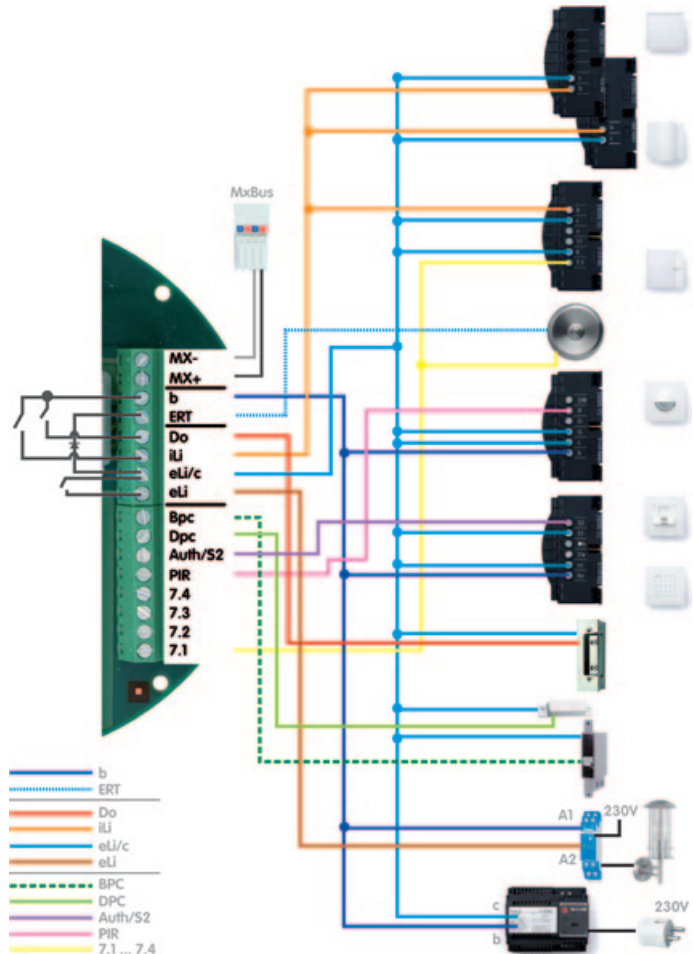 MxBus
MX-
MX+
b
ERT
Do
iLi
eLi/c
eLi
Bpc
Dpc
Auth/S2
PIR
7.4
7.3
7.2
7.1
A1
230V
A2
c
b
230V
b
ERT
Do
iLi
eLi/c
eLi
BPC
DPC
Auth/S2
PIR
7.1 ... 7.4